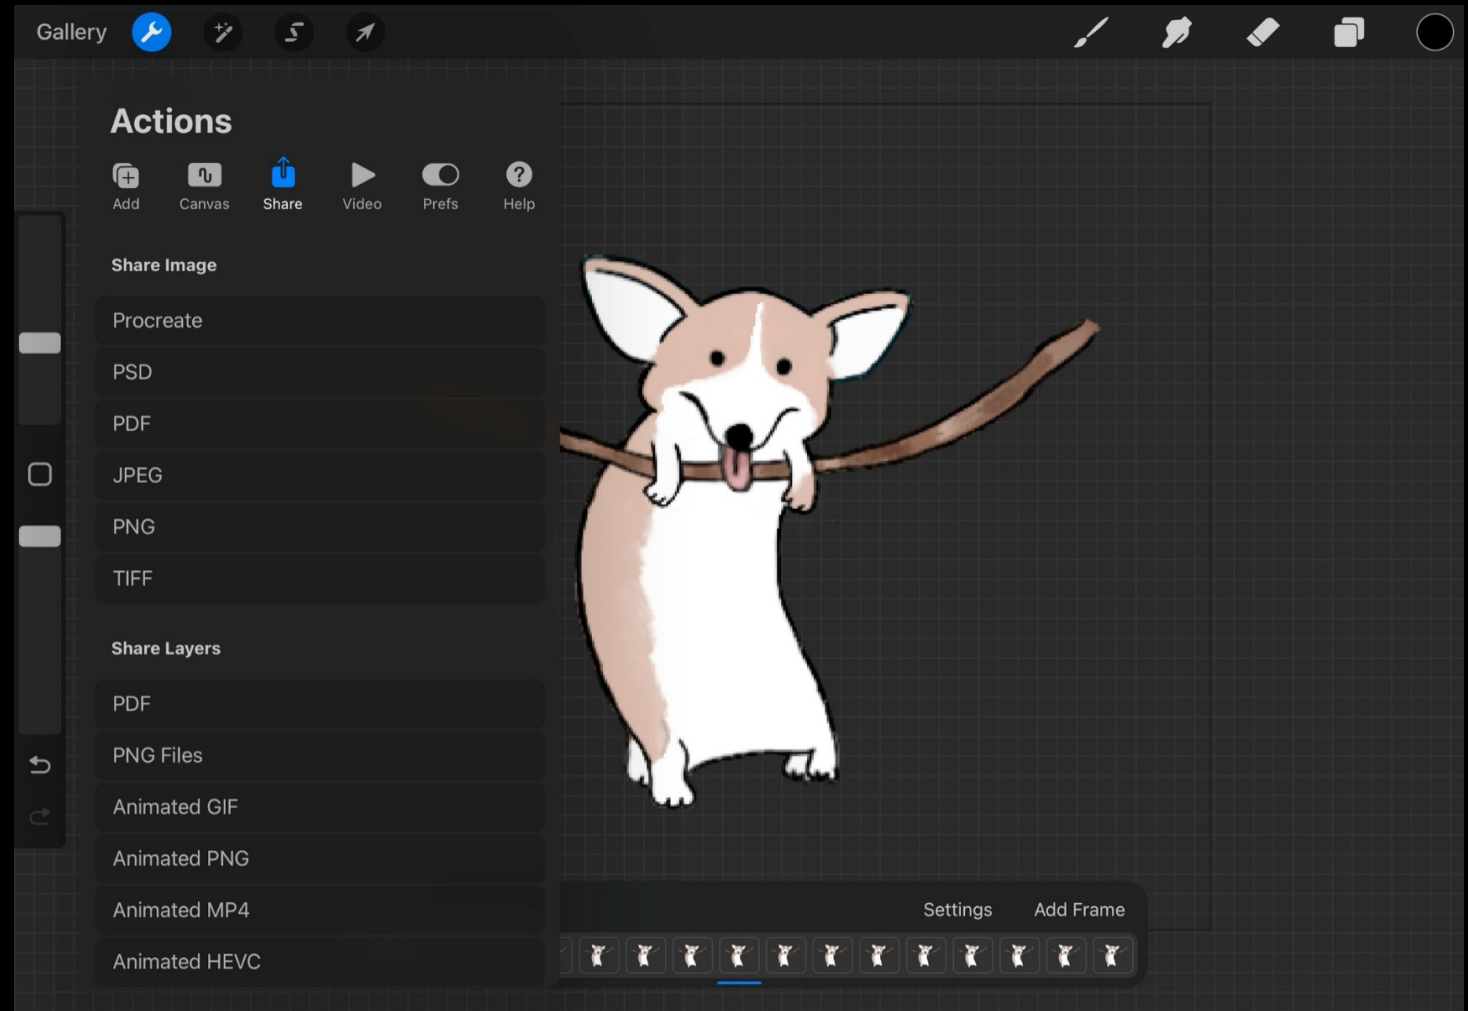 Gallery
Actions
Add Canvas Share Video Prefs Help
Share Image
Procreate
PSD
PDF
JPEG
PNG
TIFF
Share Layers
PDF
PNG Files
Animated GIF
Animated PNG
Animated MP4
Animated HEVC
Settings Add Frame